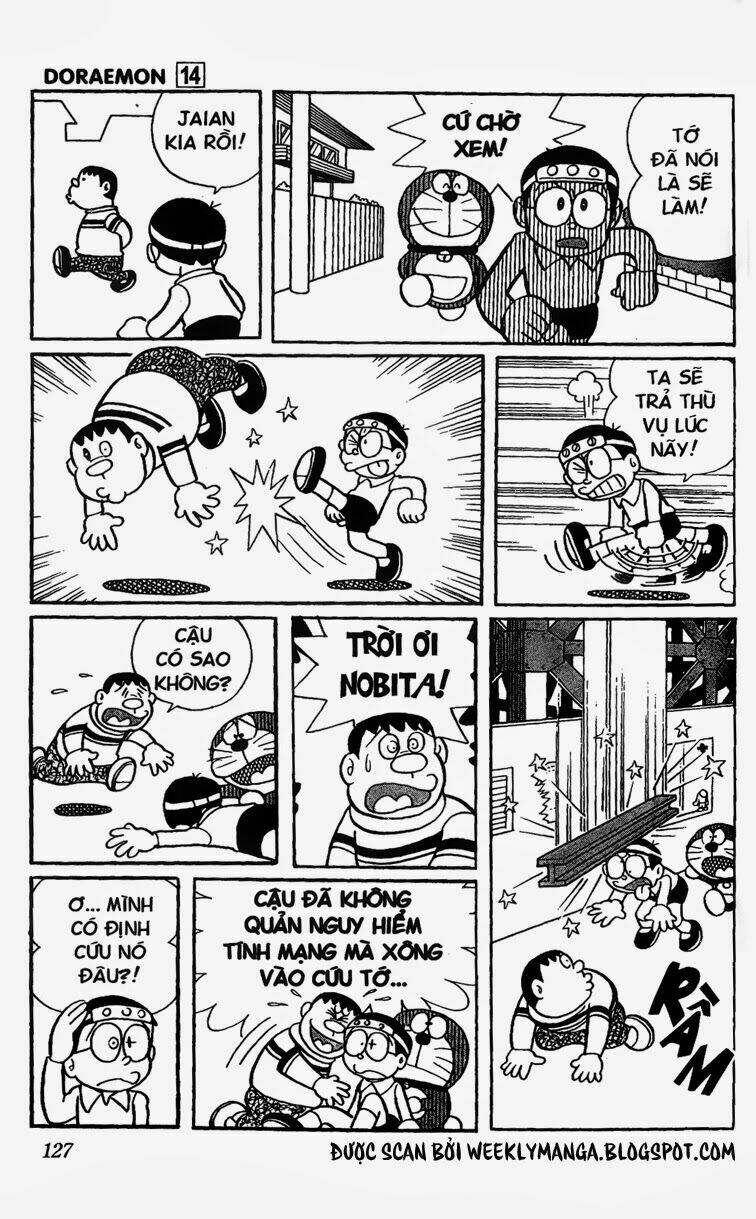 DORAEMON 14
TỚ
ĐÃ NÓI
LÀ SẼ
LÀM!
CỨ CHỜ
XEM!
JAIAN
KIA RỒI!
TA SẼ
TRẢ THÙ
VỤ LÚC
NÃY!
RẦM
TRỜI ƠI
NOBITA!
CẬU
CÓ SAO
KHÔNG?
CẬU ĐÃ KHÔNG
QUẢN NGUY HIỂM
TÍNH MẠNG MÀ XÔNG
VÀO CỨU TỚ...
Ơ... MÌNH
CÓ ĐỊNH
CỨU NÓ
ĐÂU?!
127
ĐƯỢC SCAN BỞI WEEKLYMANGA.BLOGSPOT.COM